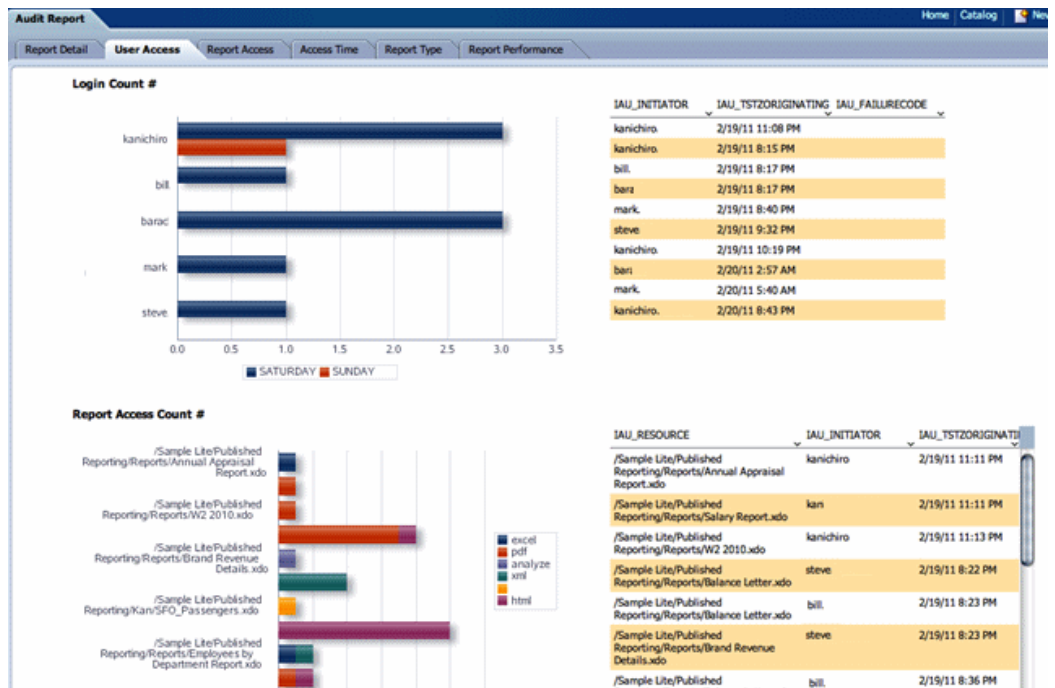 Audit Report
Home Catalog New
Report Detail User Access Report Access Access Time Report Type Report Performance
Login Count #
kanichiro
bill.
barac
mark
steve.
0.0 0.5 1.0 1.5 2.0 2.5 3.0 3.5
SATURDAY SUNDAY
IAU_INITIATOR IAU_TSTZORIGINATING IAU_FAILURECODE
kanichiro. 2/19/11 11:08 PM
kanichiro. 2/19/11 8:15 PM
bill. 2/19/11 8:17 PM
bara 2/19/11 8:17 PM
mark. 2/19/11 8:40 PM
steve 2/19/11 9:32 PM
kanichiro. 2/19/11 10:19 PM
bara 2/20/11 2:57 AM
mark. 2/20/11 5:40 AM
kanichiro. 2/20/11 8:43 PM
Report Access Count #
/Sample Lite/Published
Reporting/Reports/Annual Appraisal
Report.xdo
/Sample Lite/Published
Reporting/Reports/W2 2010.xdo
/Sample Lite/Published
Reporting/Reports/Brand Revenue
Details.xdo
/Sample Lite/Published
Reporting/Kan/SFO_Passengers.xdo
/Sample Lite/Published
Reporting/Reports/Employees by
Department Report.xdo
excel
pdf
analyze
xml
html
IAU_RESOURCE IAU_INITIATOR IAU_TSTZORIGINATI
/Sample Lite/Published
Reporting/Reports/Annual Appraisal
Report.xdo
kanichiro 2/19/11 11:11 PM
/Sample Lite/Published
Reporting/Reports/Salary Report.xdo
kan 2/19/11 11:11 PM
/Sample Lite/Published
Reporting/Reports/W2 2010.xdo
kanichiro 2/19/11 11:13 PM
/Sample Lite/Published
Reporting/Reports/Balance Letter.xdo
steve 2/19/11 8:22 PM
/Sample Lite/Published
Reporting/Reports/Balance Letter.xdo
bill. 2/19/11 8:23 PM
/Sample Lite/Published
Reporting/Reports/Brand Revenue
Details.xdo
steve 2/19/11 8:23 PM
/Sample Lite/Published
bill. 2/19/11 8:36 PM